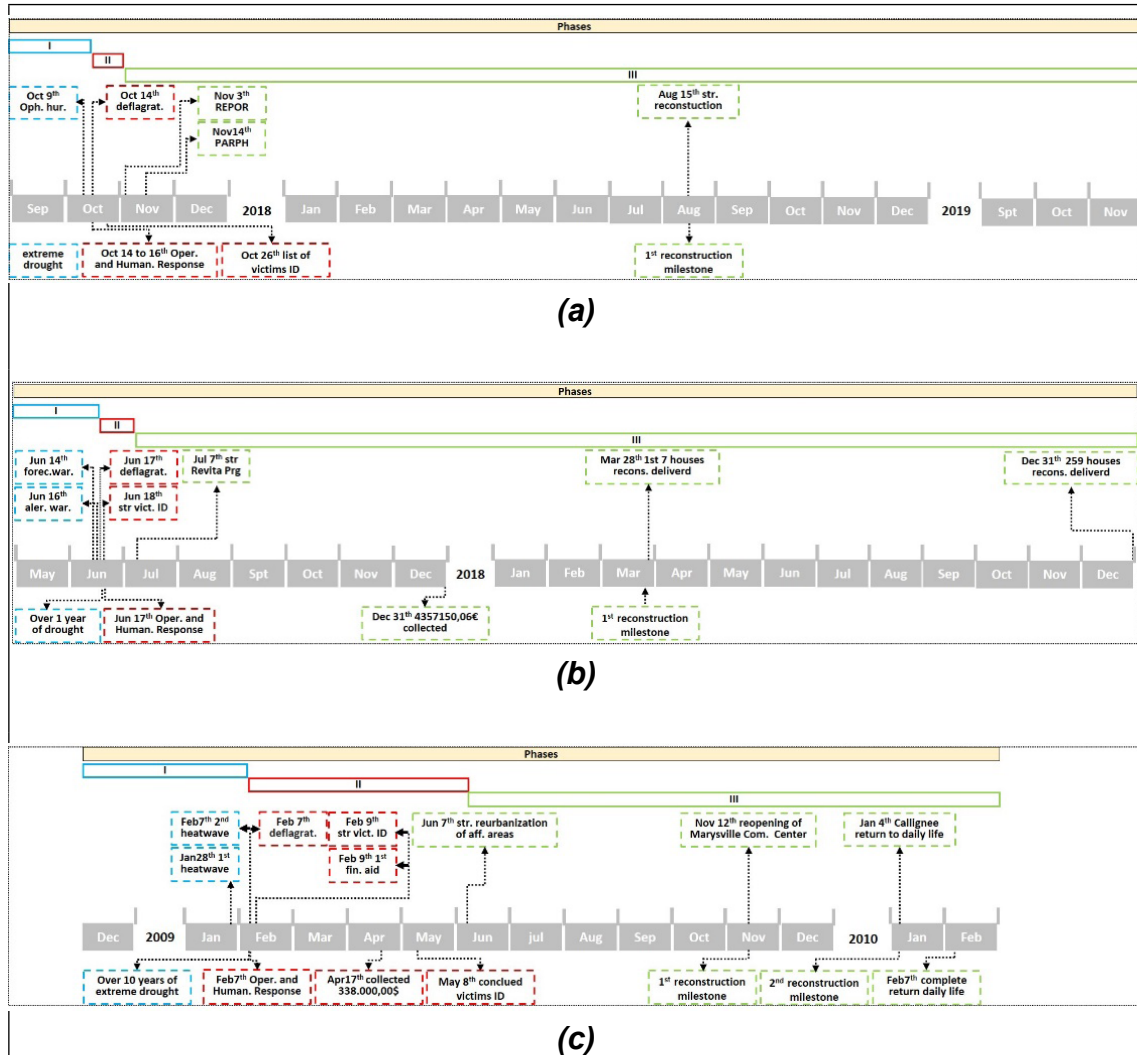 Phases
I
II
III
Oct 9th
Oph. hur.
Oct 14th
deflagrat.
Nov 3th
REPOR
Nov14th
PARPH
Aug 15th str.
reconstuction
Sep Oct Nov Dec 2018 Jan Feb Mar Apr May Jun Jul Aug Sep Oct Nov Dec 2019 Spt Oct Nov
extreme
drought
Oct 14 to 16th Oper.
and Human. Response
Oct 26th list of
victims ID
1st reconstruction
milestone
(a)
Phases
I
II
III
Jun 14th
forec.war.
Jun 16th
aler. war.
Jun 17th
deflagrat.
Jun 18th
str vict. ID
Jul 7th str
Revita Prg
Mar 28th 1st 7 houses
recons. deliverd
Dec 31th 259 houses
recons. deliverd
May Jun Jul Aug Spt Oct Nov Dec 2018 Jan Feb Mar Apr May Jun Jul Aug Sep Oct Nov Dec
Over 1 year
of drought
Jun 17th Oper. and
Human. Response
Dec 31th 4357150,06€
collected
1st reconstruction
milestone
(b)
Phases
I
II
III
Feb7th 2nd
heatwave
Jan28th 1st
heatwave
Feb 7th
deflagrat.
Feb 9th
str vict. ID
Feb 9th 1st
fin. aid
Jun 7th str. reurbanization
of aff. areas
Nov 12th reopening of
Marysville Com. Center
Jan 4th Callignee
return to daily life
Dec 2009 Jan Feb Mar Apr May Jun jul Aug Sep Oct Nov Dec 2010 Jan Feb
Over 10 years of
extreme drought
Feb7th Oper. and
Human. Response
Apr17th collected
338.000,00$
May 8th conclued
victims ID
1st reconstruction
milestone
2nd reconstruction
milestone
Feb7th complete
return daily life
(c)